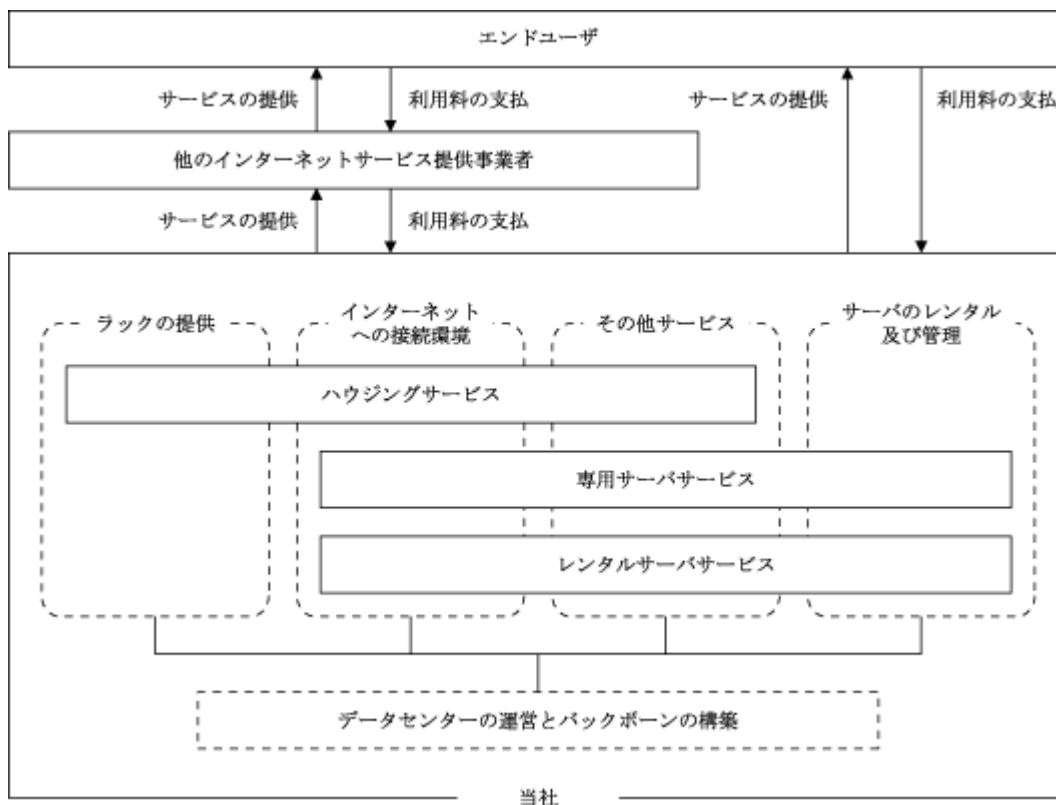 エンドユーザ
サービスの提供
利用料の支払
サービスの提供
利用料の支払
他のインターネットサービス提供事業者
サービスの提供
利用料の支払
ラックの提供
インターネット
への接続環境
その他サービス
サーバのレンタル
及び管理
ハウジングサービス
専用サーバサービス
レンタルサーバサービス
データセンターの運営とバックボーンの構築
当社